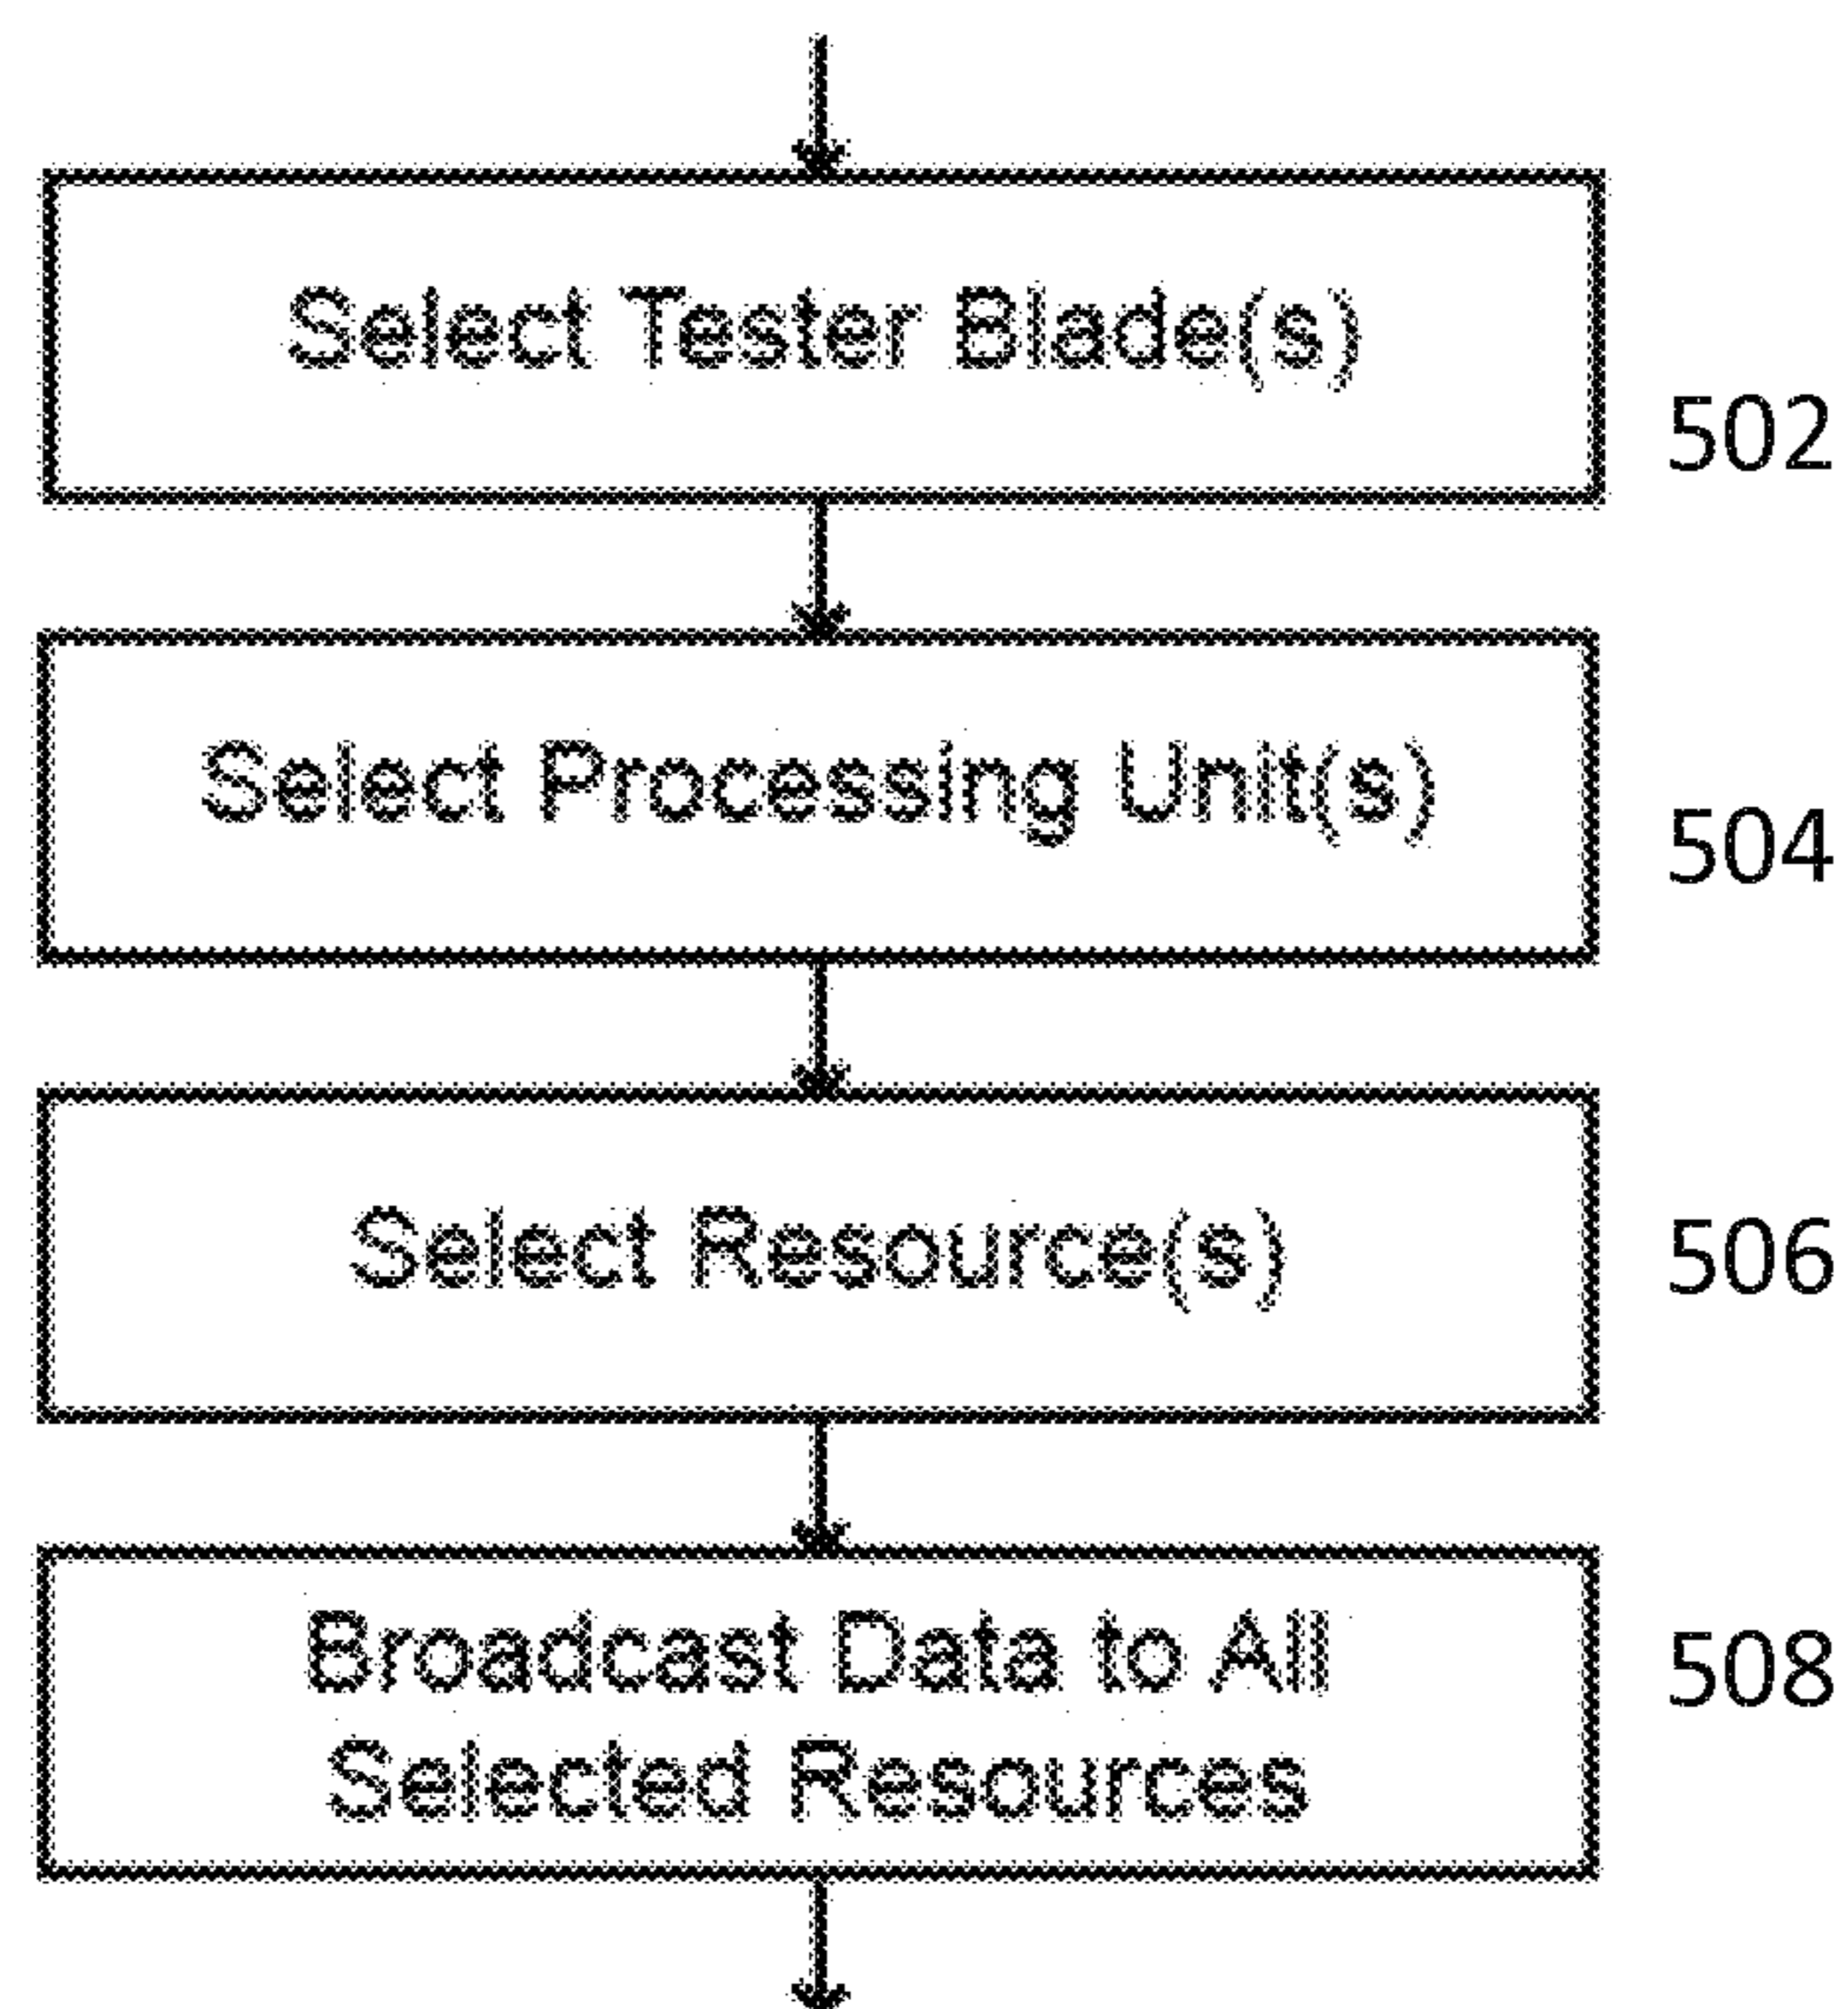 Select Tester Blade(s)
502
Select Processing Unit(s)
504
Select Resource(s)
506
Broadcast Data to All
Selected Resources
508